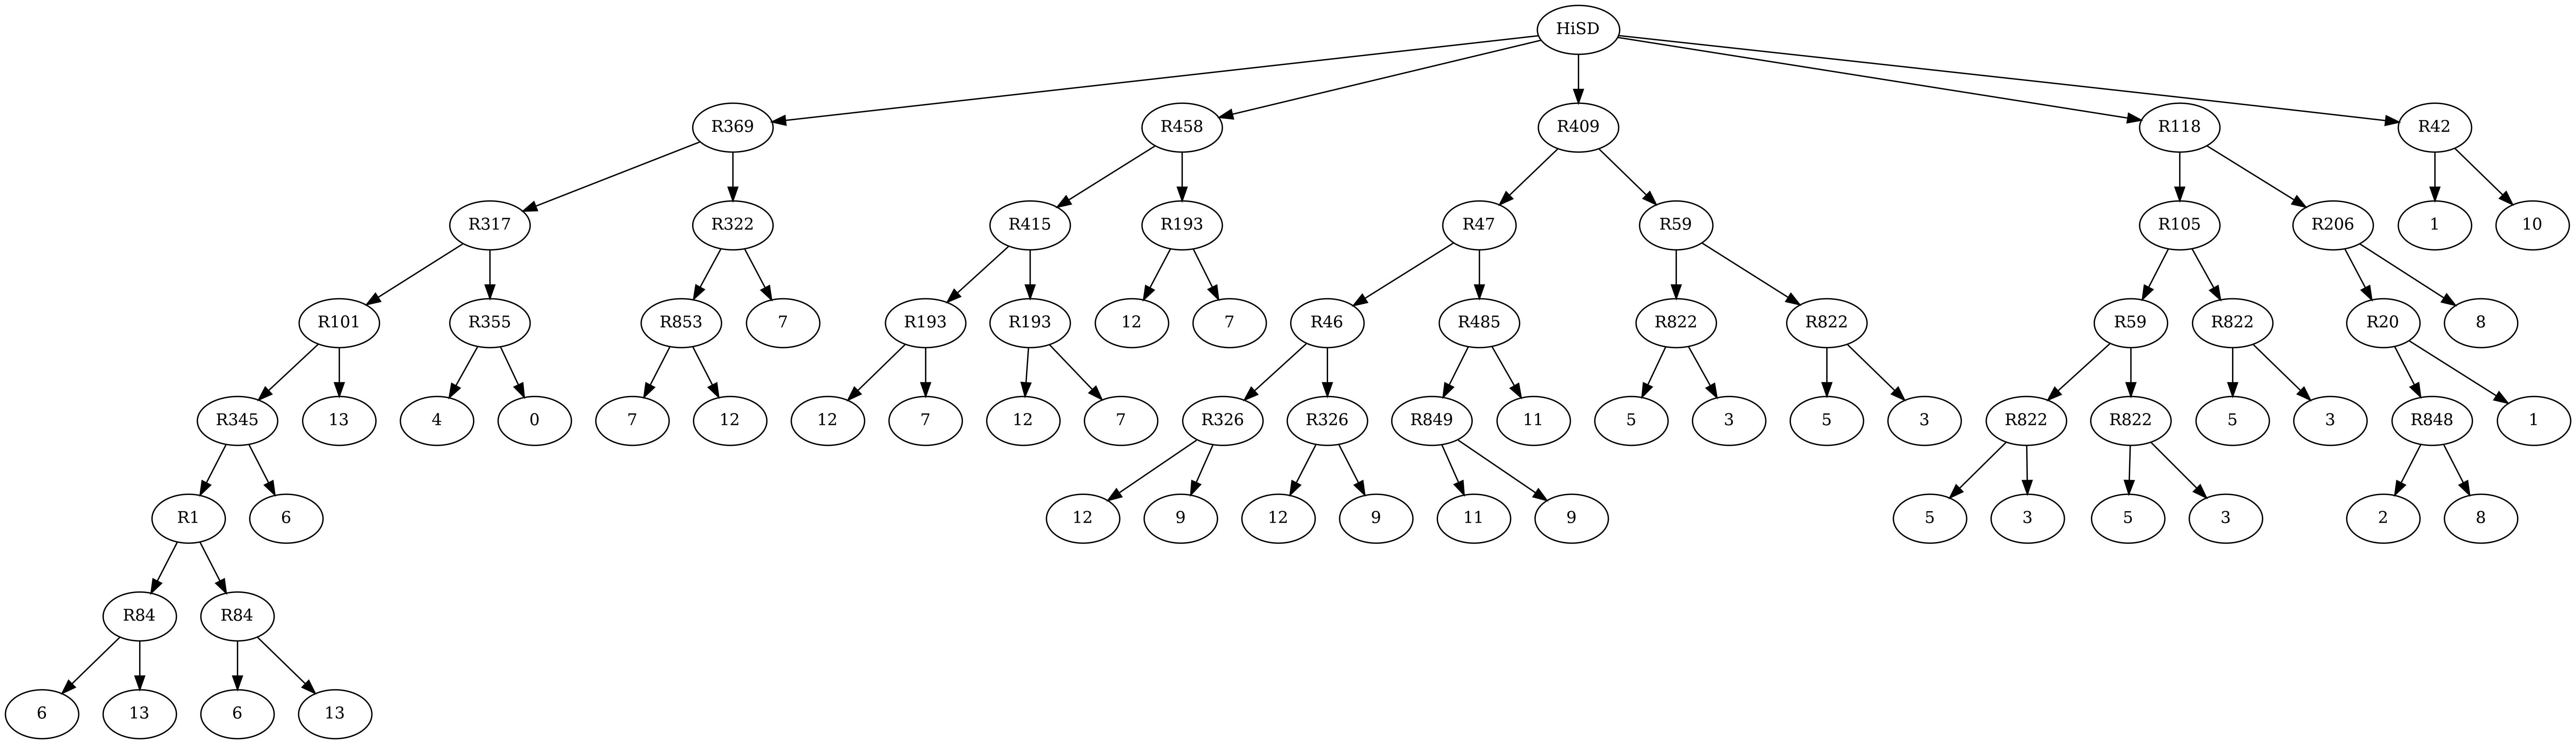 HiSD
R369 R458 R409 R118 R42
R317 R322 R415 R193 R47 R59 R105 R206 1 10
R101 R355 R853 7 R193 R193 12 7 R46 R485 R822 R822 R59 R822 R20 8
R345 13 4 0 7 12 12 7 12 7 R326 R326 R849 11 5 3 5 3 R822 R822 5 3 R848 1
R1 6 12 9 12 9 11 9 5 3 5 3 2 8
R84 R84
6 13 6 13